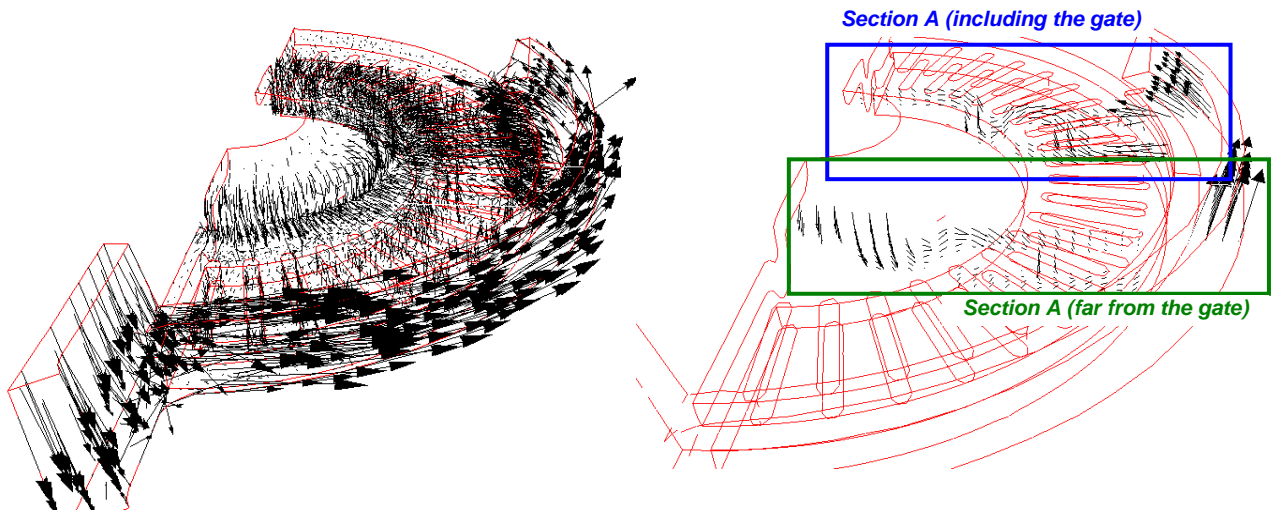 Section A (including the gate)
Section A (far from the gate)